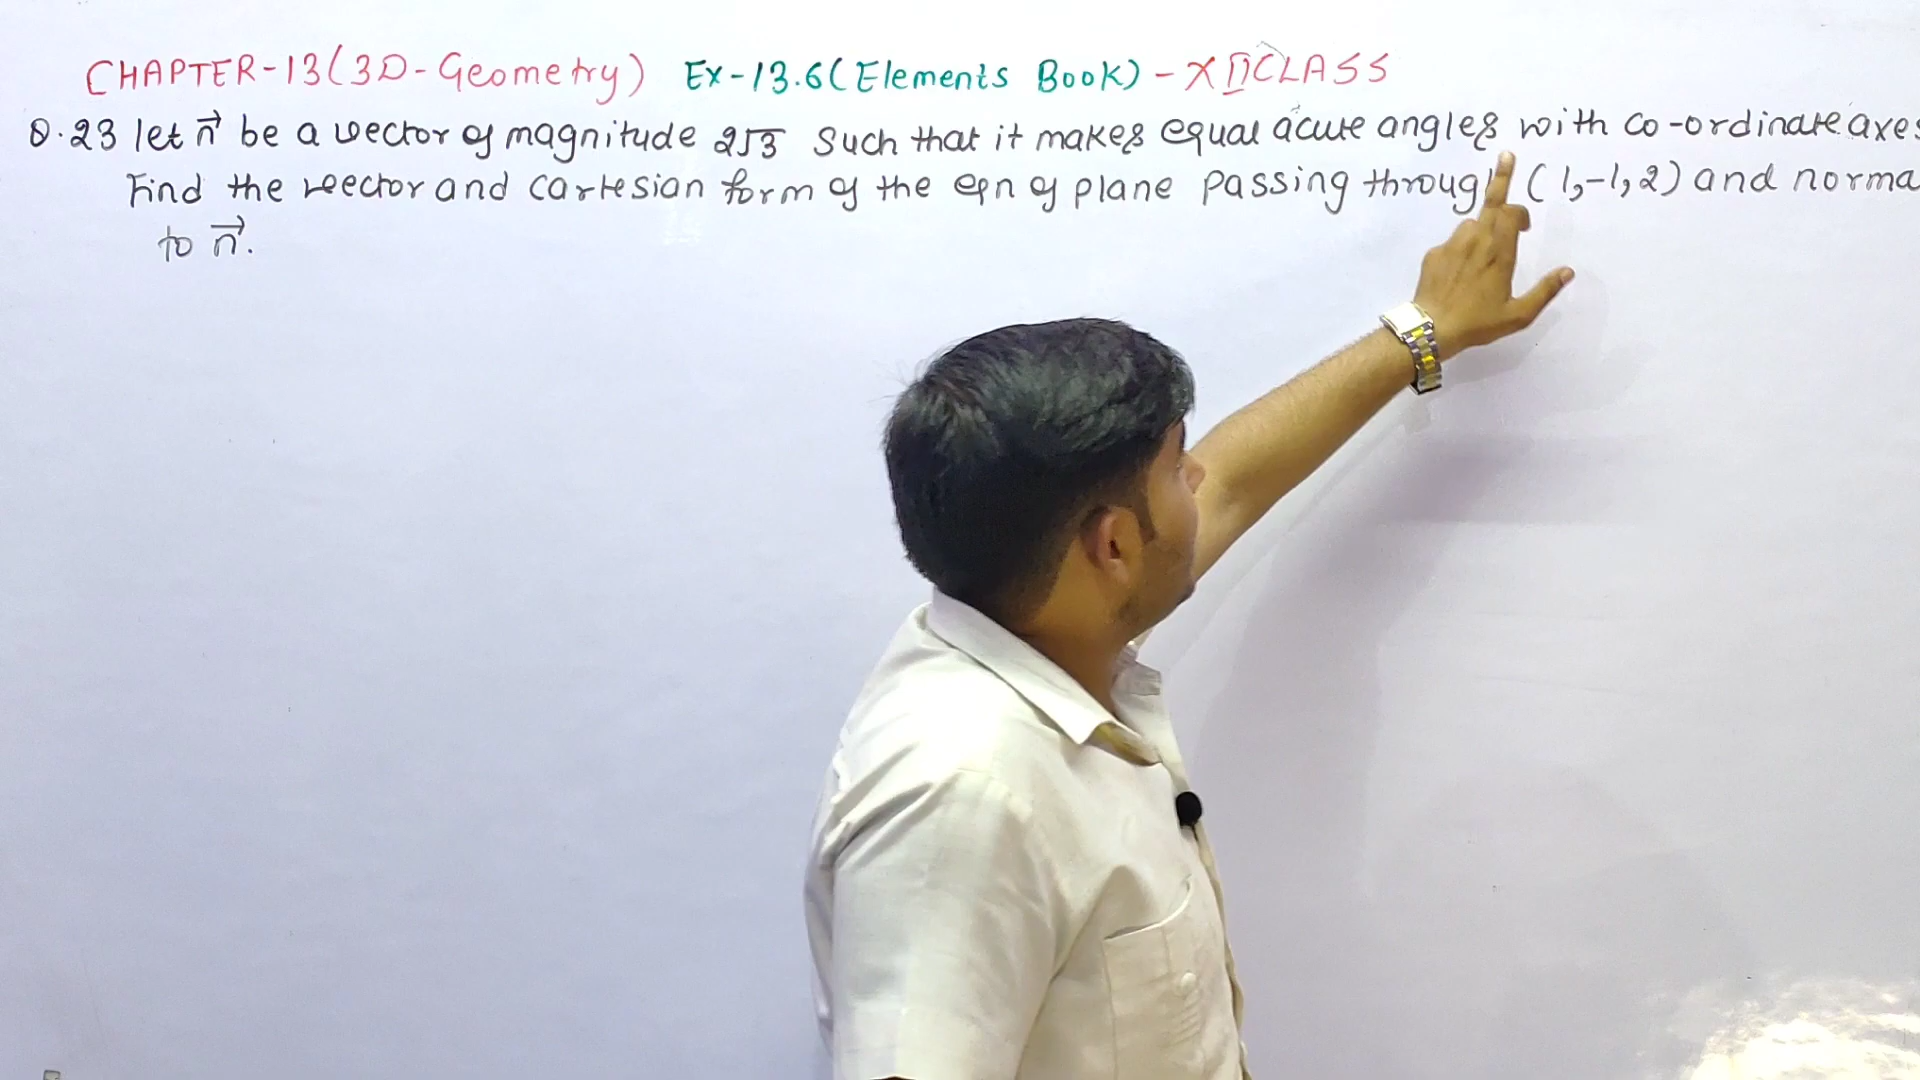 CHAPTER-13(3D-Geometry) Ex-13.6(Elements Book)-XIICLASS
Q.23 let n⃗ be a vector of magnitude 2√3 Such that it makes equal acute angles with co-ordinate axes
Find the vector and cartesian form of the eqn of plane passing through (1,-1,2) and norma
to n⃗.